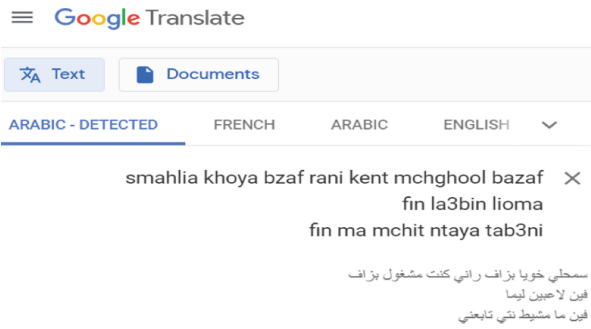 Google Translate
Text Documents
ARABIC - DETECTED FRENCH ARABIC ENGLISH
smahlia khoya bzaf rani kent mchghool bazaf
fin la3bin lioma
fin ma mchit ntaya tab3ni
سمحلي خويا بزاف راني كنت مشغول بزاف
فين لاعبين ليما
فين ما مشيط نتي تابعني